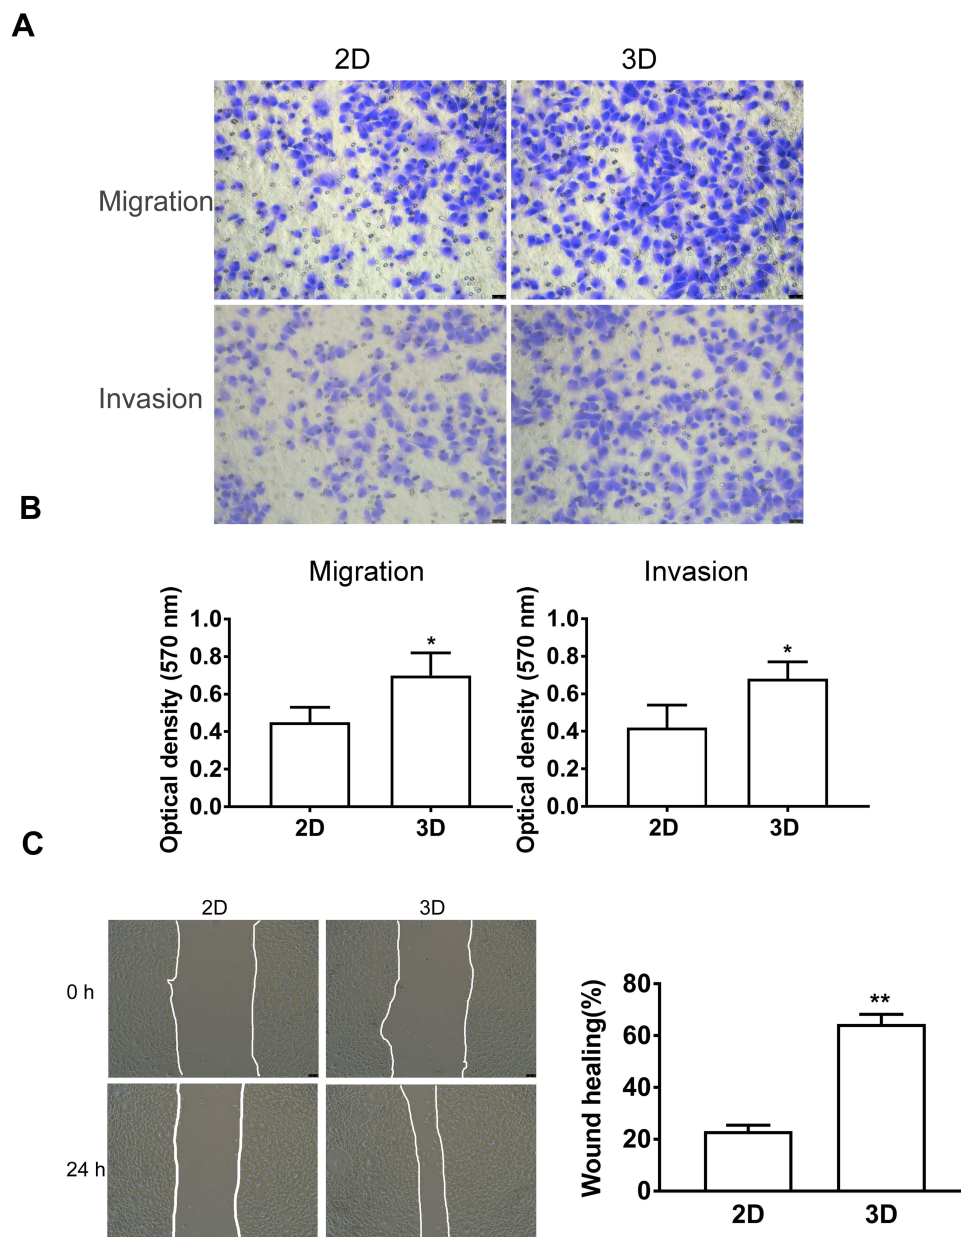 A
2D 3D
Migration
Invasion
B
Migration
Optical density (570 nm)
1.0
0.8
0.6
0.4
0.2
0.0
*
2D 3D
Invasion
Optical density (570 nm)
1.0
0.8
0.6
0.4
0.2
0.0
*
2D 3D
C
2D 3D
0 h
24 h
Wound healing(%)
80
60
40
20
0
**
2D 3D